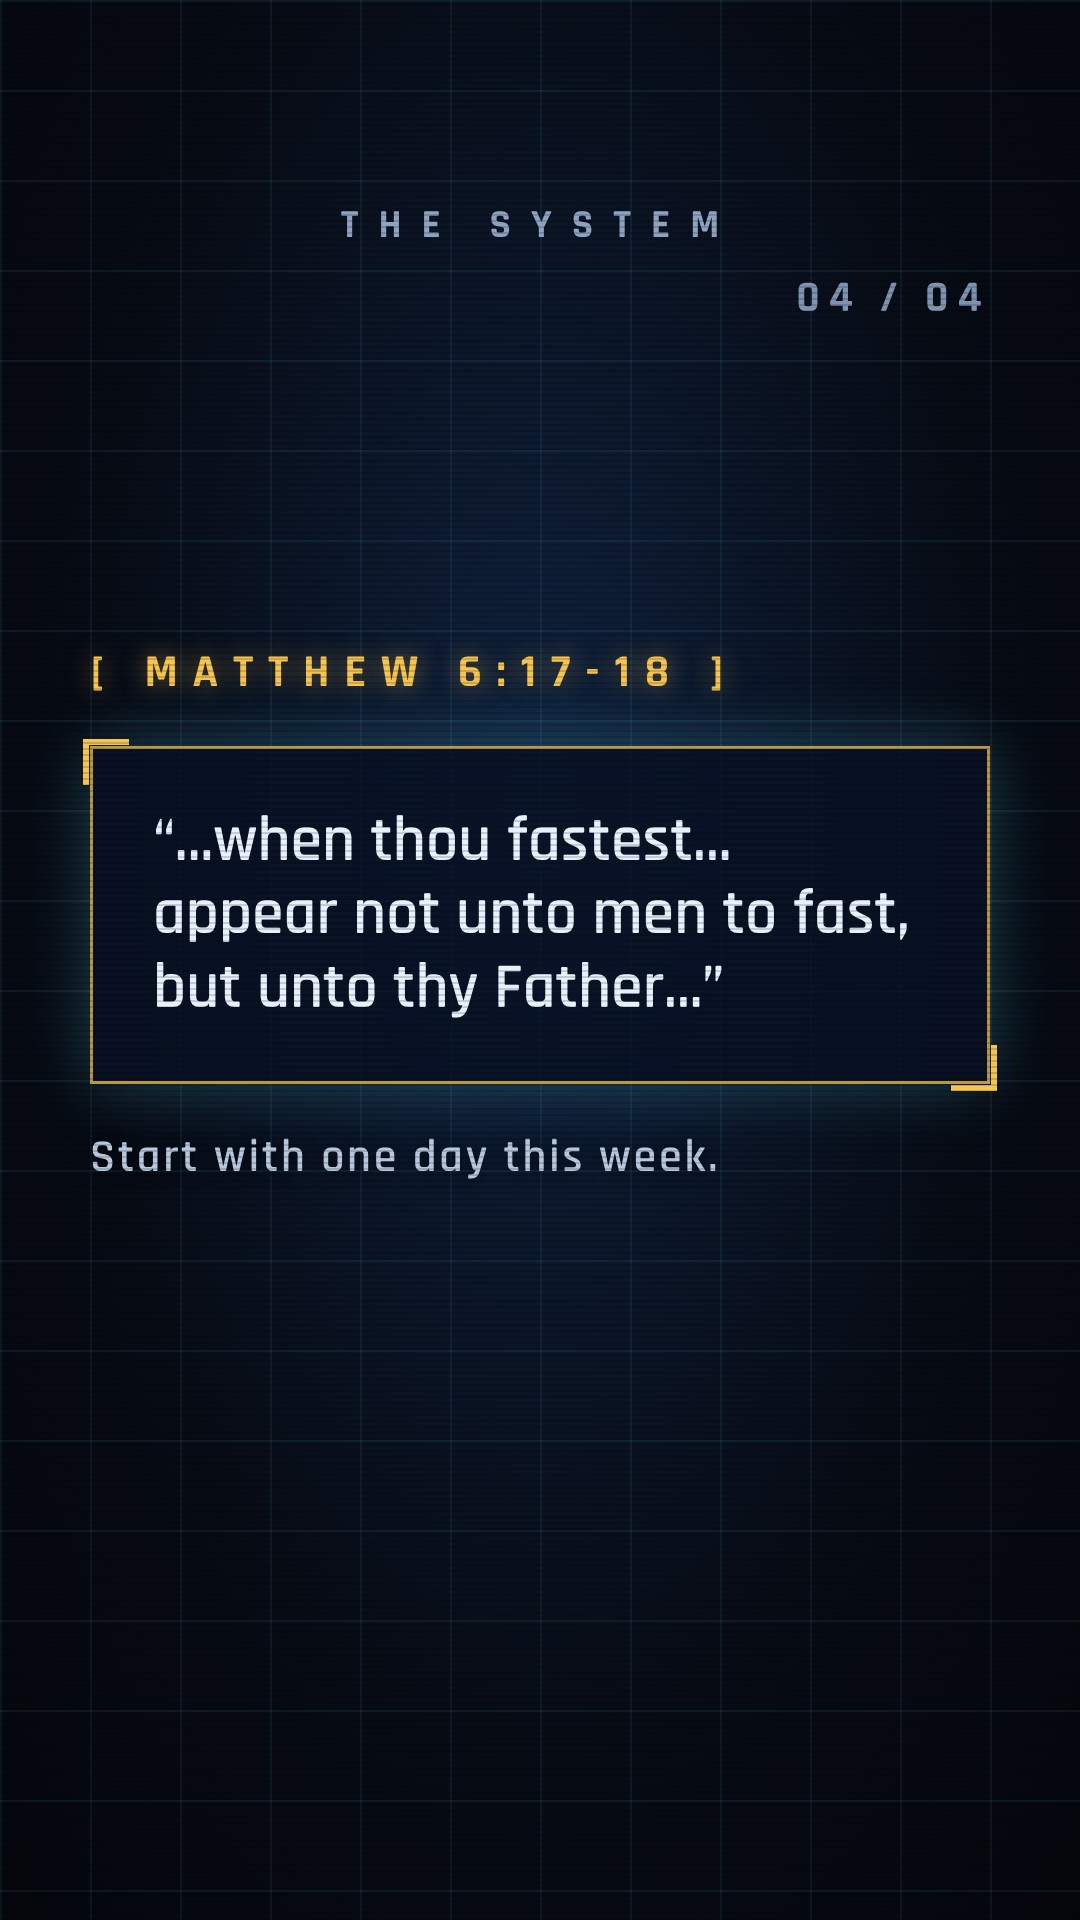 THE SYSTEM
04 / 04
[ MATTHEW 6:17-18 ]
“...when thou fastest...
appear not unto men to fast,
but unto thy Father...”
Start with one day this week.